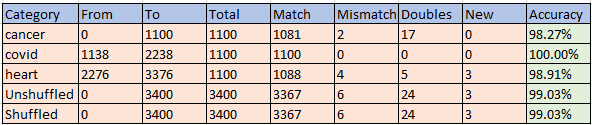 Category From To Total Match Mismatch Doubles New Accuracy
cancer 0 1100 1100 1081 2 17 0 98.27%
covid 1138 2238 1100 1100 0 0 0 100.00%
heart 2276 3376 1100 1088 4 5 3 98.91%
Unshuffled 0 3400 3400 3367 6 24 3 99.03%
Shuffled 0 3400 3400 3367 6 24 3 99.03%